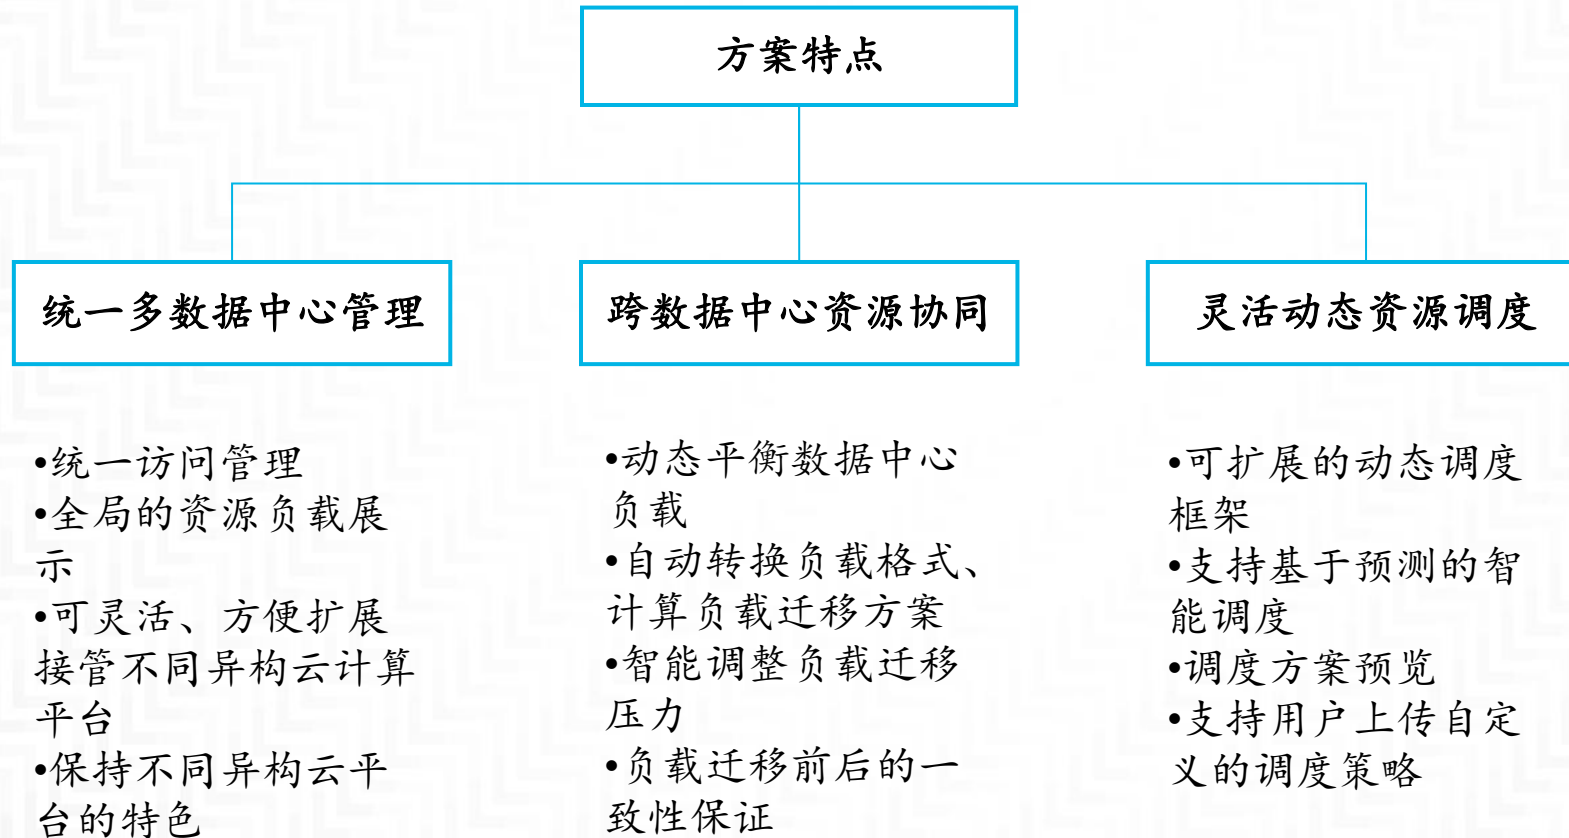 方案特点
统一多数据中心管理
跨数据中心资源协同
灵活动态资源调度
•统一访问管理
•全局的资源负载展
示
•可灵活、方便扩展
接管不同异构云计算
平台
•保持不同异构云平
台的特色
•动态平衡数据中心
负载
•自动转换负载格式、
计算负载迁移方案
•智能调整负载迁移
压力
•负载迁移前后的一
致性保证
•可扩展的动态调度
框架
•支持基于预测的智
能调度
•调度方案预览
•支持用户上传自定
义的调度策略